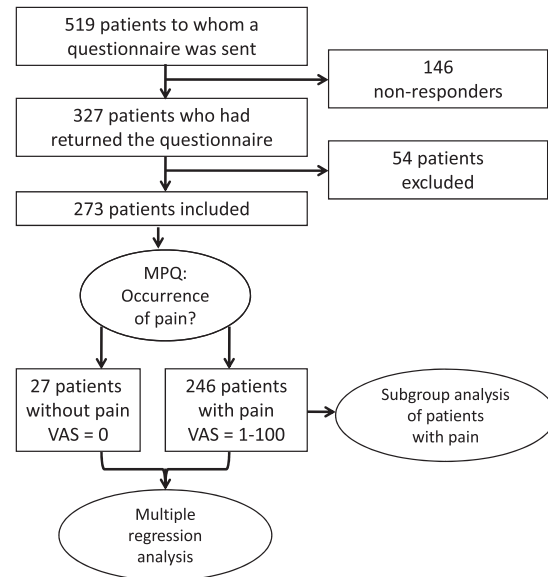 519 patients to whom a
questionnaire was sent
146
non-responders
327 patients who had
returned the questionnaire
54 patients
excluded
273 patients included
MPQ:
Occurrence
of pain?
27 patients
without pain
VAS = 0
246 patients
with pain
VAS = 1-100
Subgroup analysis
of patients
with pain
Multiple
regression
analysis